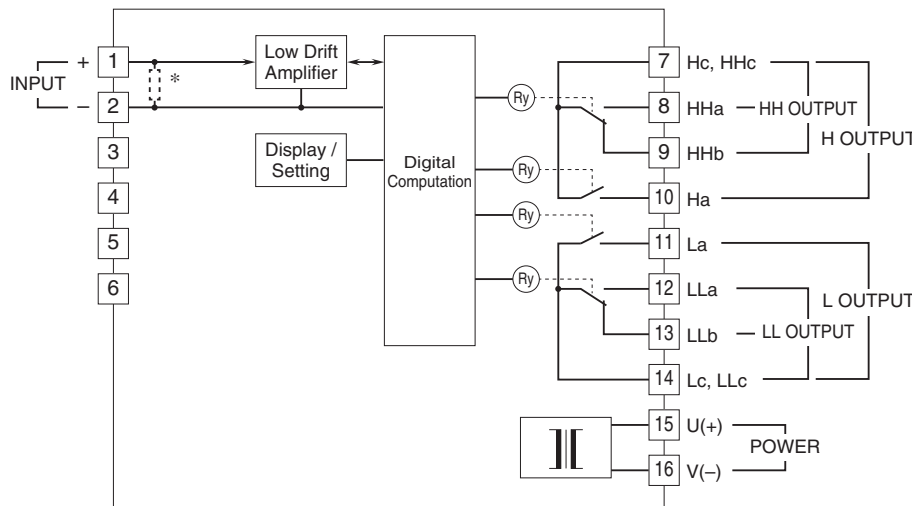 INPUT
+
–
1
2
3
4
5
6
*
Low Drift
Amplifier
Display /
Setting
Digital
Computation
Ry
Ry
Ry
Ry
7 Hc, HHc
8 HHa
9 HHb
10 Ha
11 La
12 LLa
13 LLb
14 Lc, LLc
15 U(+)
16 V(–)
HH OUTPUT
H OUTPUT
L OUTPUT
LL OUTPUT
POWER